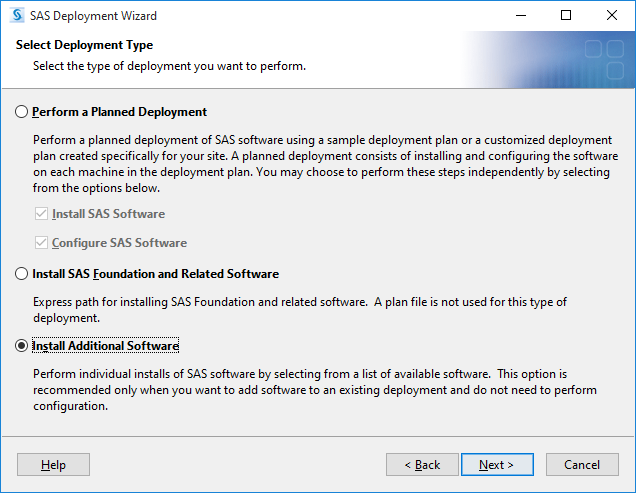 SAS Deployment Wizard
Select Deployment Type
Select the type of deployment you want to perform.
Perform a Planned Deployment
Perform a planned deployment of SAS software using a sample deployment plan or a customized deployment
plan created specifically for your site. A planned deployment consists of installing and configuring the software
on each machine in the deployment plan. You may choose to perform these steps independently by selecting
from the options below.
Install SAS Software
Configure SAS Software
Install SAS Foundation and Related Software
Express path for installing SAS Foundation and related software. A plan file is not used for this type of
deployment.
Install Additional Software
Perform individual installs of SAS software by selecting from a list of available software. This option is
recommended only when you want to add software to an existing deployment and do not need to perform
configuration.
Help
< Back
Next >
Cancel